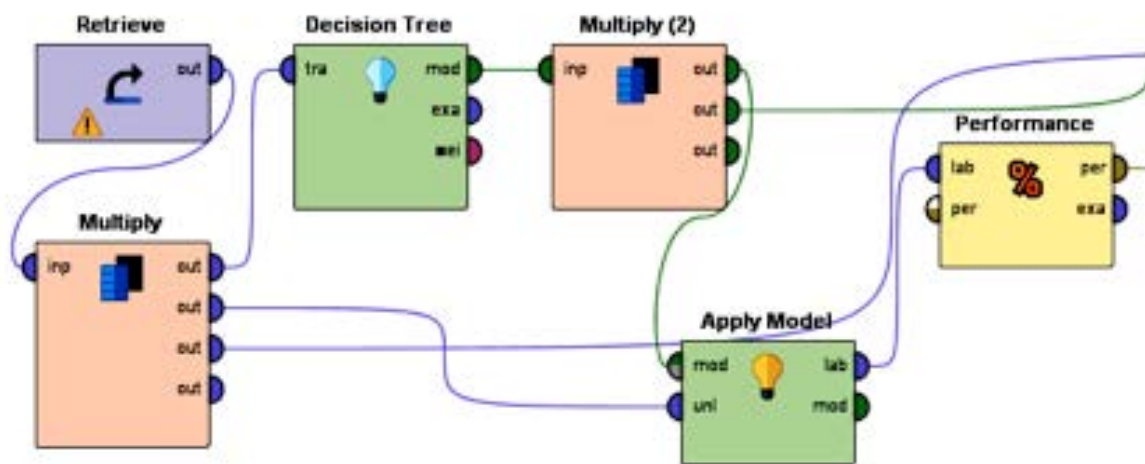 Retrieve
out
Decision Tree
tra
mod
exa
wei
Multiply (2)
inp
out
out
out
Performance
lab
per
per
exa
%
Multiply
inp
out
out
out
out
Apply Model
mod
lab
unl
mod